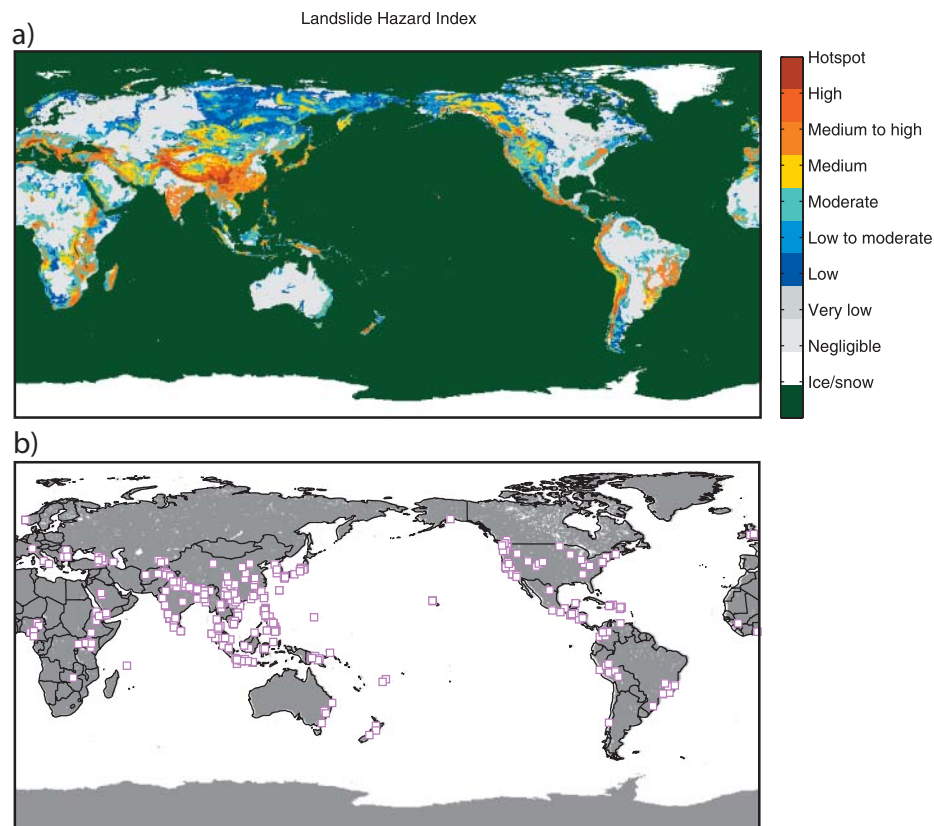 Landslide Hazard Index
a)
Hotspot
High
Medium to high
Medium
Moderate
Low to moderate
Low
Very low
Negligible
Ice/snow
b)